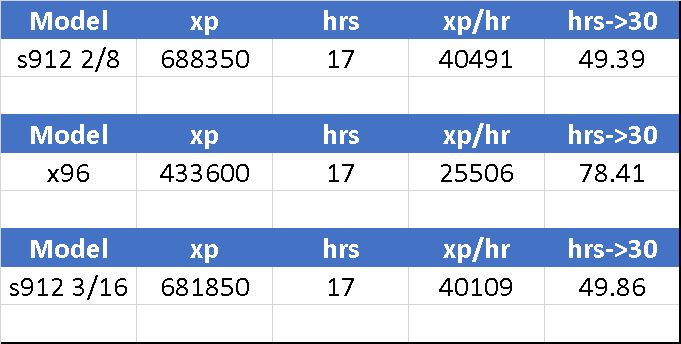 Model xp hrs xp/hr hrs->30
s912 2/8 688350 17 40491 49.39
Model xp hrs xp/hr hrs->30
x96 433600 17 25506 78.41
Model xp hrs xp/hr hrs->30
s912 3/16 681850 17 40109 49.86